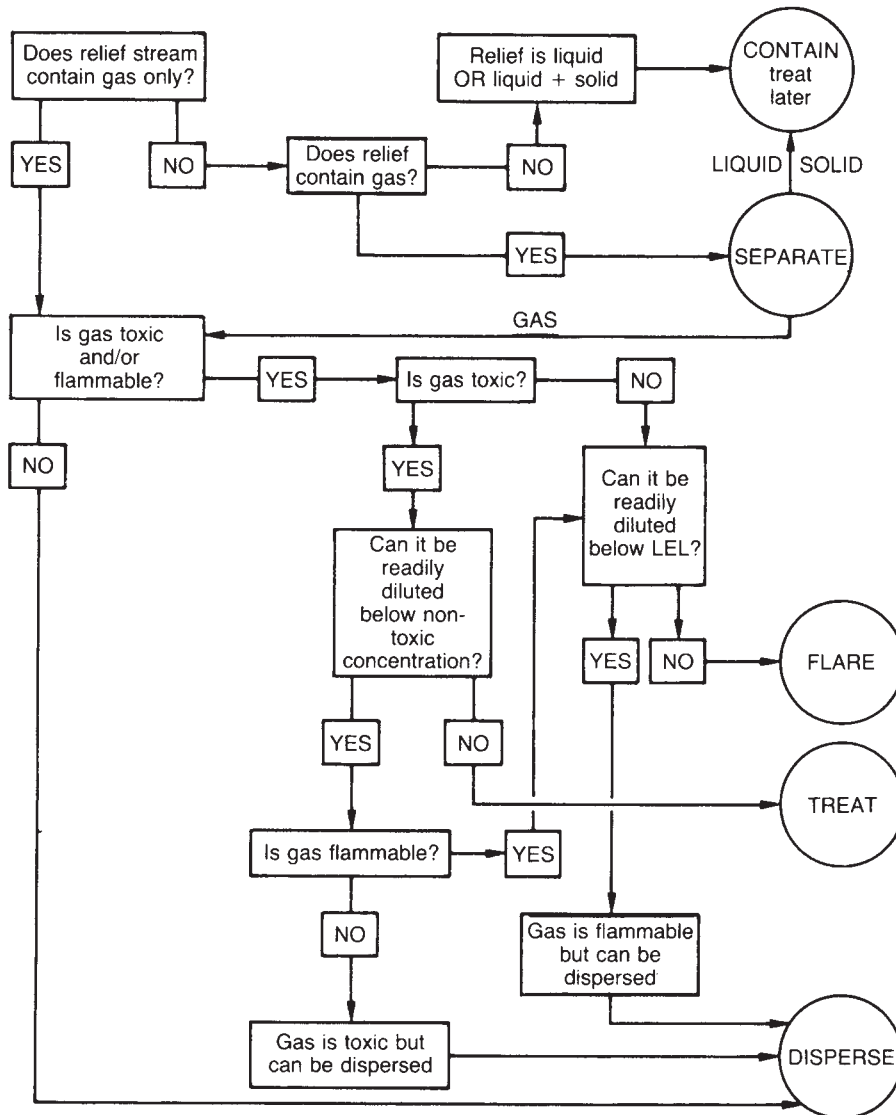 Does relief stream
contain gas only?
Relief is liquid
OR liquid + solid
CONTAIN
treat
later
YES
NO
Does relief
contain gas?
NO
LIQUID
SOLID
YES
SEPARATE
GAS
Is gas toxic
and/or
flammable?
YES
Is gas toxic?
NO
NO
YES
Can it be
readily
diluted
below LEL?
Can it be
readily
diluted
below non-
toxic
concentration?
YES
NO
FLARE
YES
NO
TREAT
Is gas flammable?
YES
NO
Gas is flammable
but can be
dispersed
Gas is toxic but
can be dispersed
DISPERSE